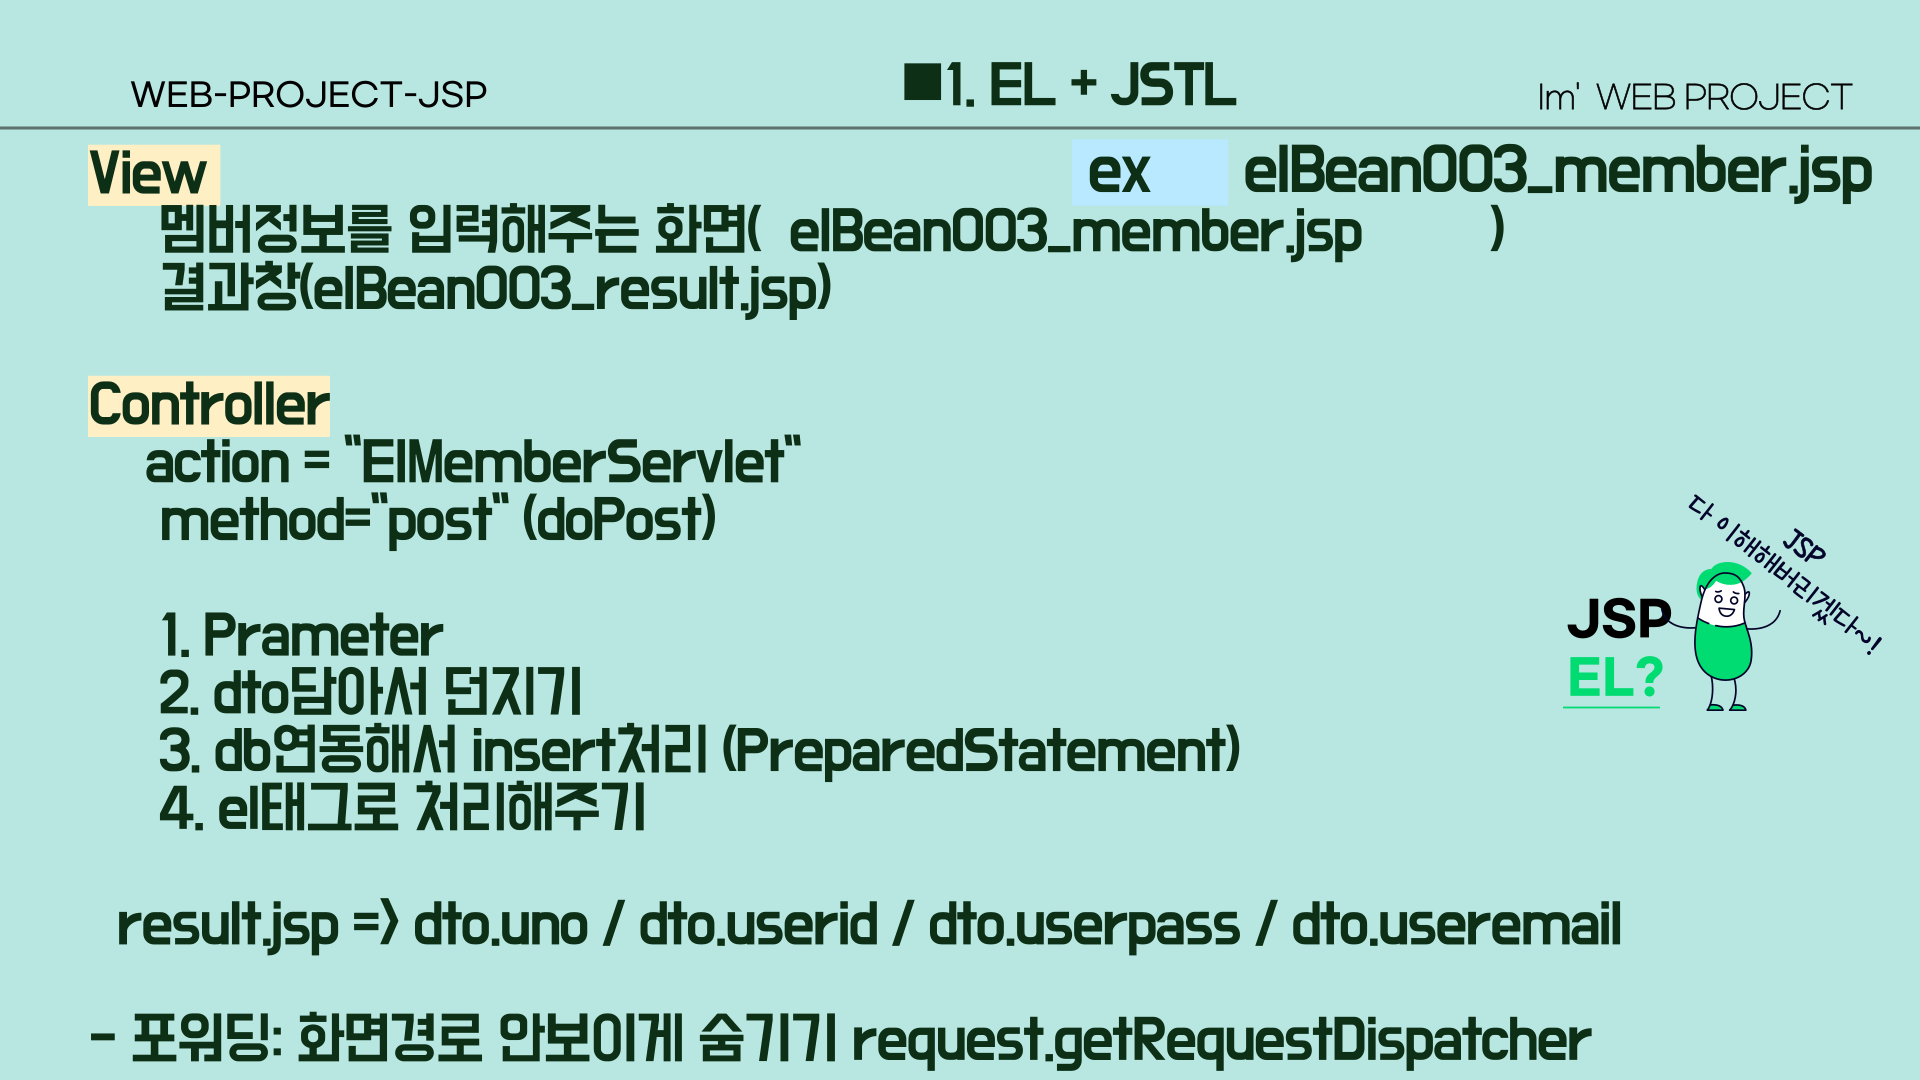 WEB-PROJECT-JSP
■1. EL + JSTL
Im' WEB PROJECT
View
ex elBean003_member.jsp
멤버정보를 입력해주는 화면( elBean003_member.jsp )
결과창(elBean003_result.jsp)
Controller
action = "ElMemberServlet"
method="post" (doPost)
1. Prameter
2. dto담아서 던지기
3. db연동해서 insert처리 (PreparedStatement)
4. el태그로 처리해주기
JSP
다 이해해버리겠다~!
JSP
EL?
result.jsp => dto.uno / dto.userid / dto.userpass / dto.useremail
- 포워딩: 화면경로 안보이게 숨기기 request.getRequestDispatcher